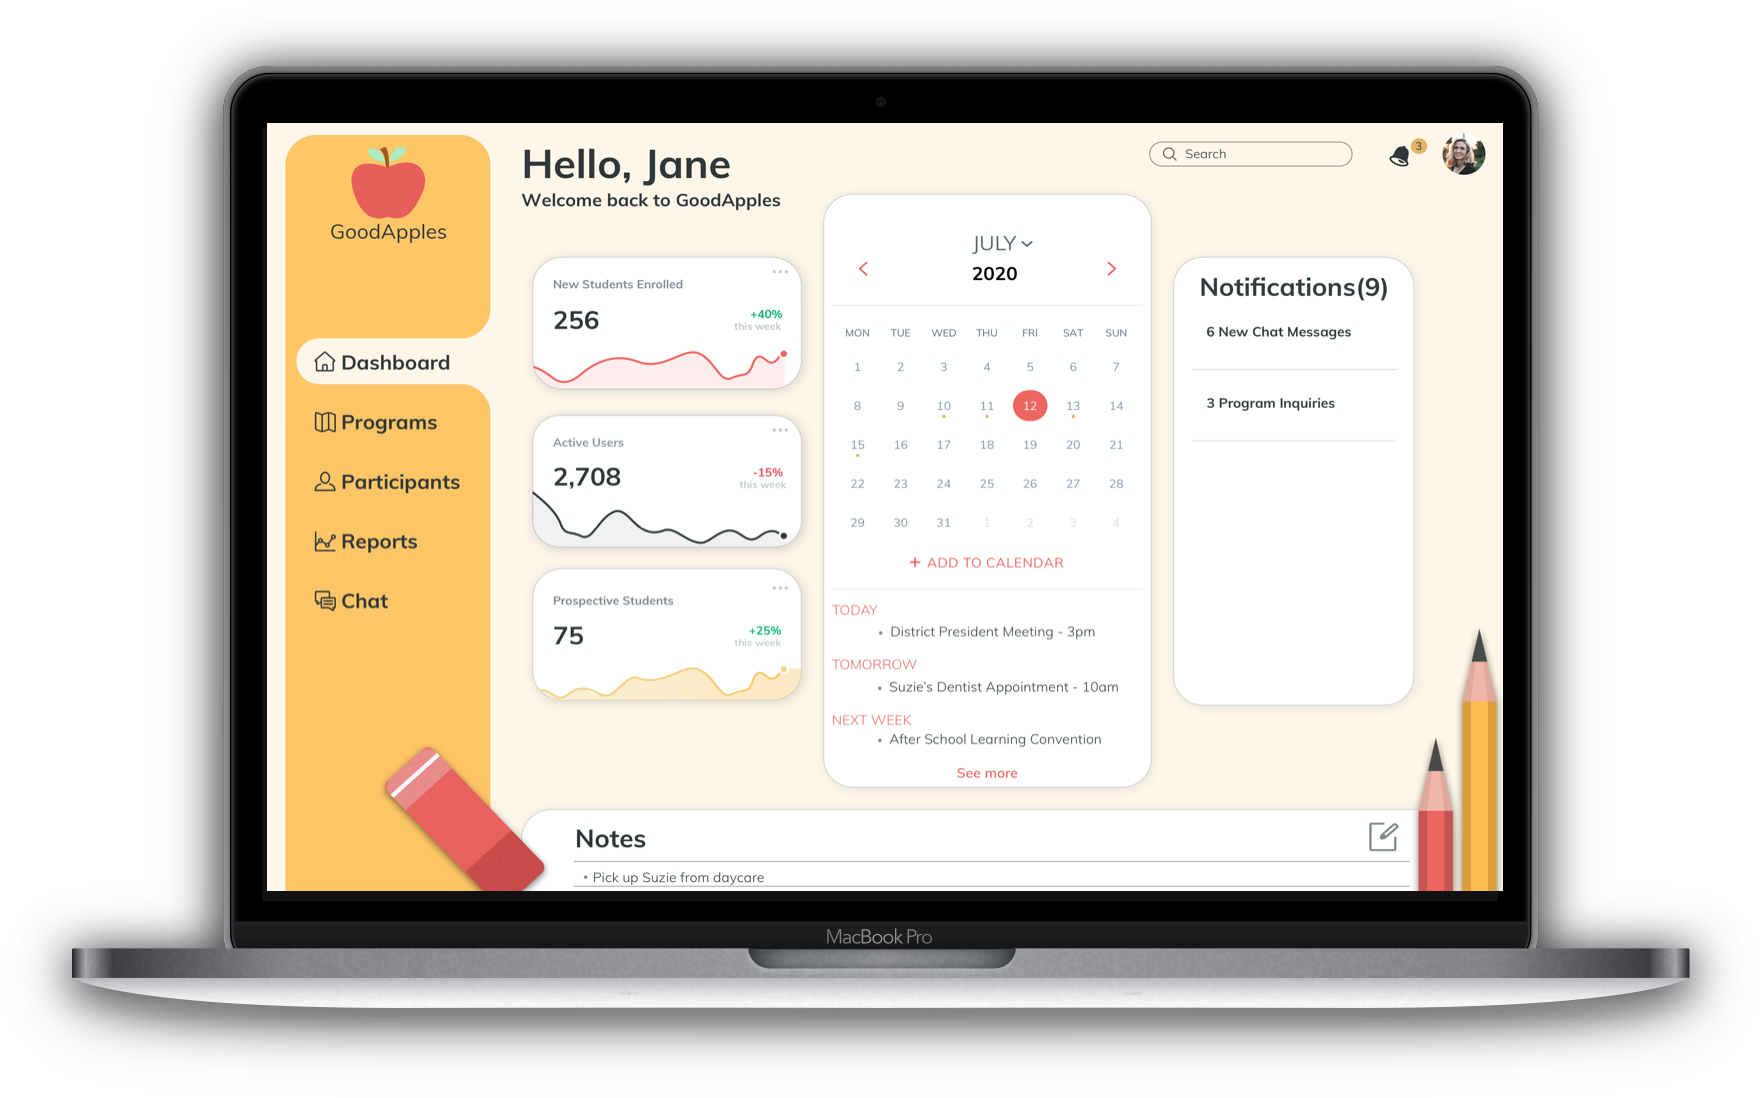 GoodApples
Dashboard
Programs
Participants
Reports
Chat
Hello, Jane
Welcome back to GoodApples
Search
3
New Students Enrolled
256
+40%
this week
Active Users
2,708
-15%
this week
Prospective Students
75
+25%
this week
JULY
2020
MON TUE WED THU FRI SAT SUN
1 2 3 4 5 6 7
8 9 10 11 12 13 14
15 16 17 18 19 20 21
22 23 24 25 26 27 28
29 30 31 1 2 3 4
+ ADD TO CALENDAR
TODAY
• District President Meeting - 3pm
TOMORROW
• Suzie's Dentist Appointment - 10am
NEXT WEEK
• After School Learning Convention
See more
Notifications(9)
6 New Chat Messages
3 Program Inquiries
Notes
• Pick up Suzie from daycare
MacBook Pro